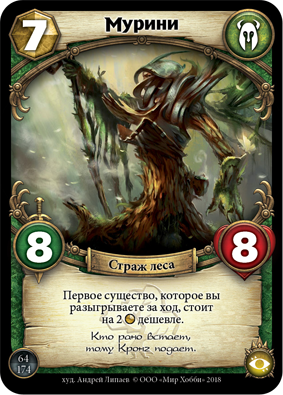 7
Мурини
8
Страж леса
8
Первое существо, которое вы
разыгрываете за ход, стоит
на 2 дешевле.
Кто рано встает,
тому Кронг подает.
64
174
худ. Андрей Липаев © ООО «Мир Хобби» 2018